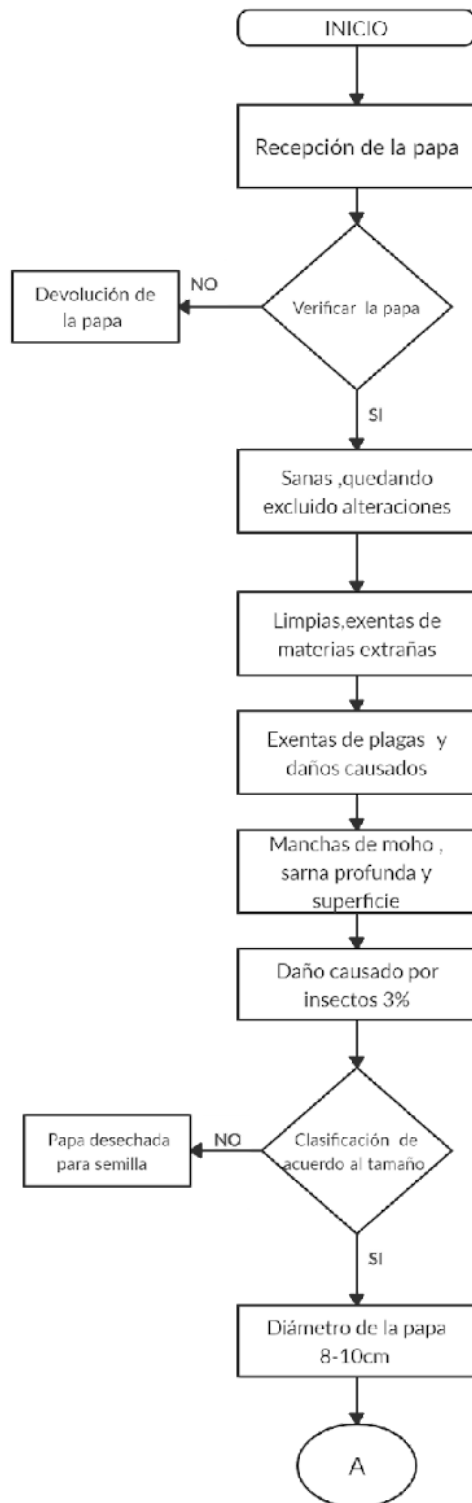 INICIO
Recepción de la papa
Verificar la papa
NO
Devolución de
la papa
SI
Sanas ,quedando
excluido alteraciones
Limpias,exentas de
materias extrañas
Exentas de plagas y
daños causados
Manchas de moho ,
sarna profunda y
superficie
Daño causado por
insectos 3%
Clasificación de
acuerdo al tamaño
NO
Papa desechada
para semilla
SI
Diámetro de la papa
8-10cm
A